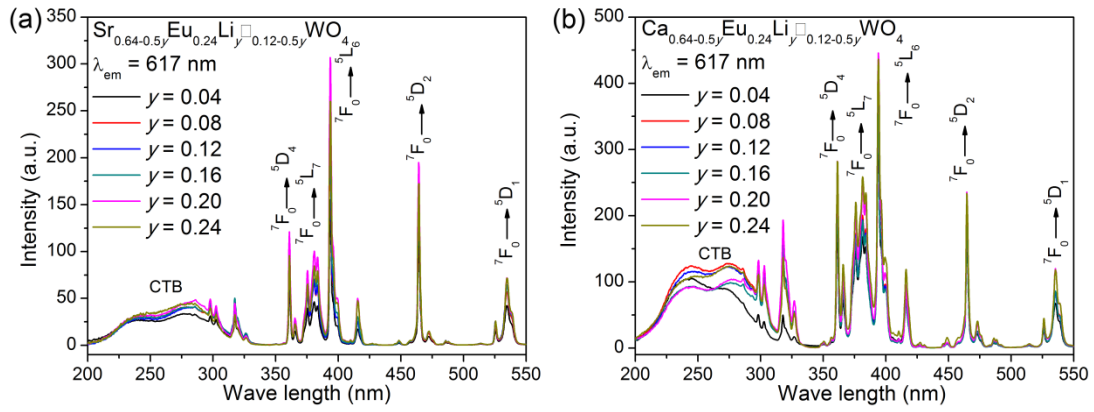 (a)
Sr0.64-0.5yEu0.24Liy□0.12-0.5yWO4
λem = 617 nm
y = 0.04
y = 0.08
y = 0.12
y = 0.16
y = 0.20
y = 0.24
CTB
⁷F₀ → ⁵D₄
⁷F₀ → ⁵L₇
⁷F₀ → ⁵L₆
⁷F₀ → ⁵D₂
⁷F₀ → ⁵D₁
Intensity (a.u.)
350
300
250
200
150
100
50
0
200 250 300 350 400 450 500 550
Wave length (nm)
(b)
Ca0.64-0.5yEu0.24Liy□0.12-0.5yWO4
λem = 617 nm
y = 0.04
y = 0.08
y = 0.12
y = 0.16
y = 0.20
y = 0.24
CTB
⁷F₀ → ⁵D₄
⁷F₀ → ⁵L₇
⁷F₀ → ⁵L₆
⁷F₀ → ⁵D₂
⁷F₀ → ⁵D₁
Intensity (a.u.)
500
400
300
200
100
0
200 250 300 350 400 450 500 550
Wave length (nm)